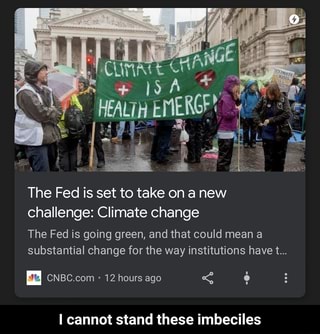 CLIMATE CHANGE
IS A
HEALTH EMERGEN
The Fed is set to take on a new
challenge: Climate change
The Fed is going green, and that could mean a
substantial change for the way institutions have t...
CNBC.com · 12 hours ago
I cannot stand these imbeciles